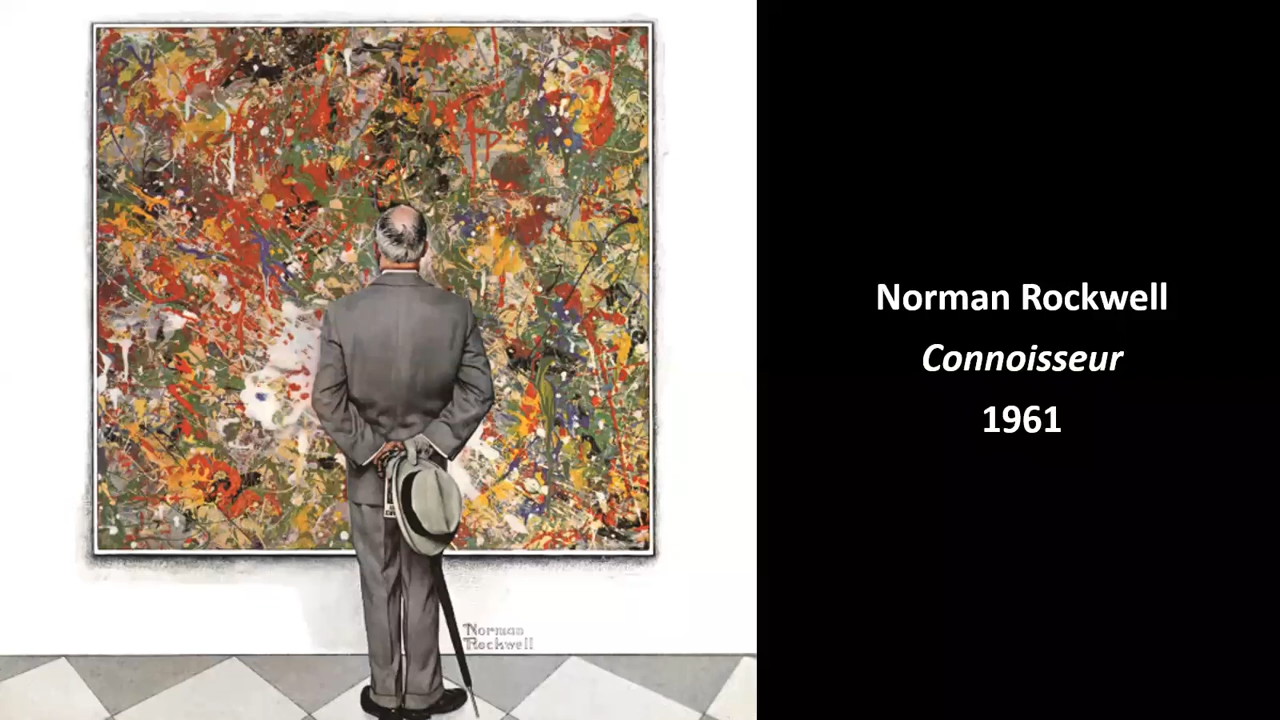 Norman Rockwell
Connoisseur
1961
Norman
Rockwell